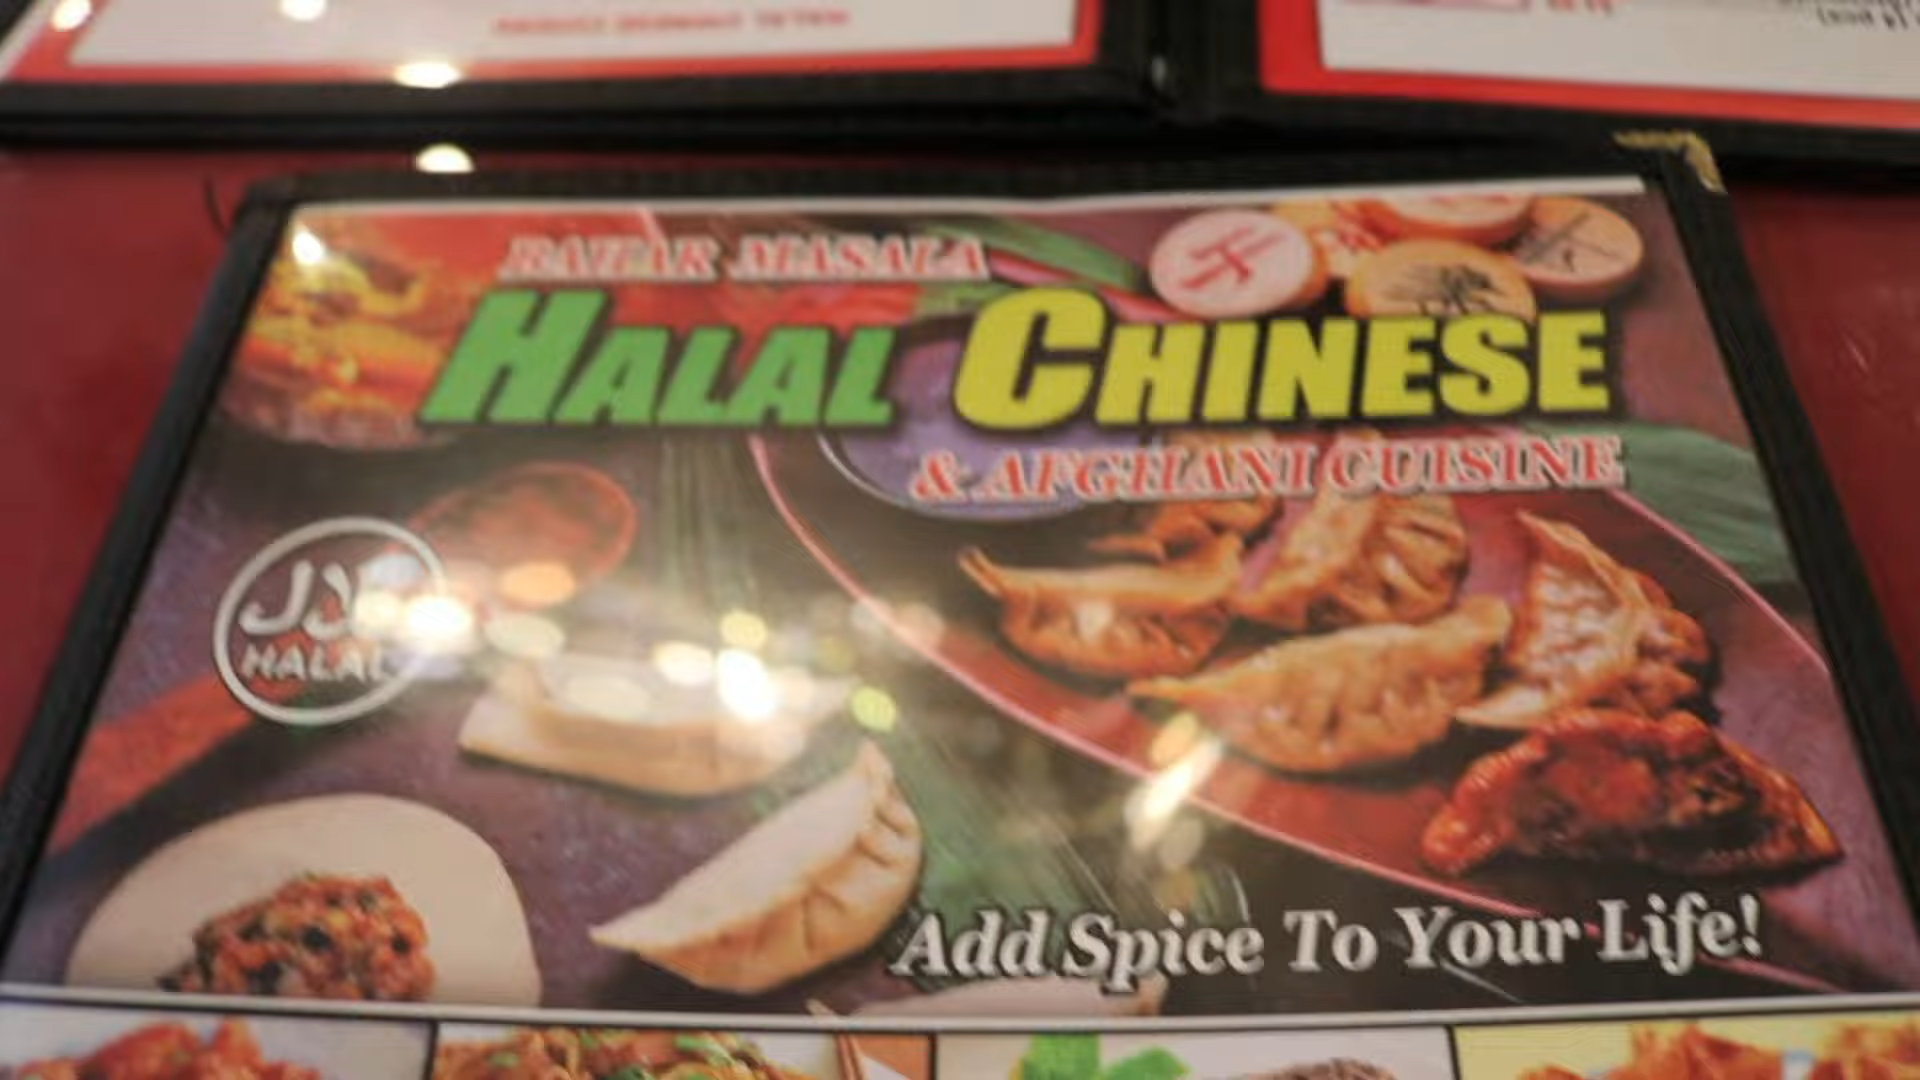 BAHAR MASALA
HALAL CHINESE
& AFGHANI CUISINE
HALAL
Add Spice To Your Life!